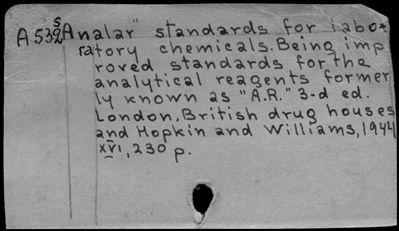 A 532 S "Analar" standards for labo-
ratory chemicals. Being imp
roved standards for the
analytical reagents former
ly known as "A.R." 3-d ed.
London, British drug houses
and Hopkin and Williams, 1944
xvi, 230 p.